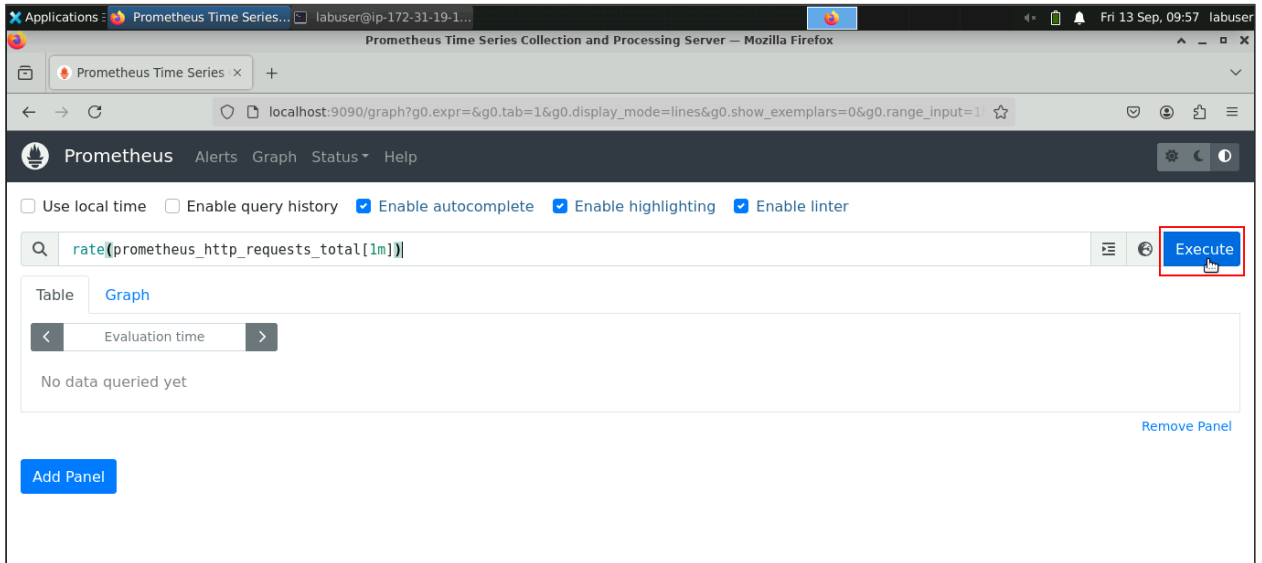 Applications Prometheus Time Series... labuser@ip-172-31-19-1... Fri 13 Sep, 09:57 labuser
Prometheus Time Series Collection and Processing Server — Mozilla Firefox
Prometheus Time Series
localhost:9090/graph?g0.expr=&g0.tab=1&g0.display_mode=lines&g0.show_exemplars=0&g0.range_input=1
Prometheus Alerts Graph Status Help
Use local time Enable query history Enable autocomplete Enable highlighting Enable linter
rate(prometheus_http_requests_total[1m]) Execute
Table Graph
Evaluation time
No data queried yet
Remove Panel
Add Panel